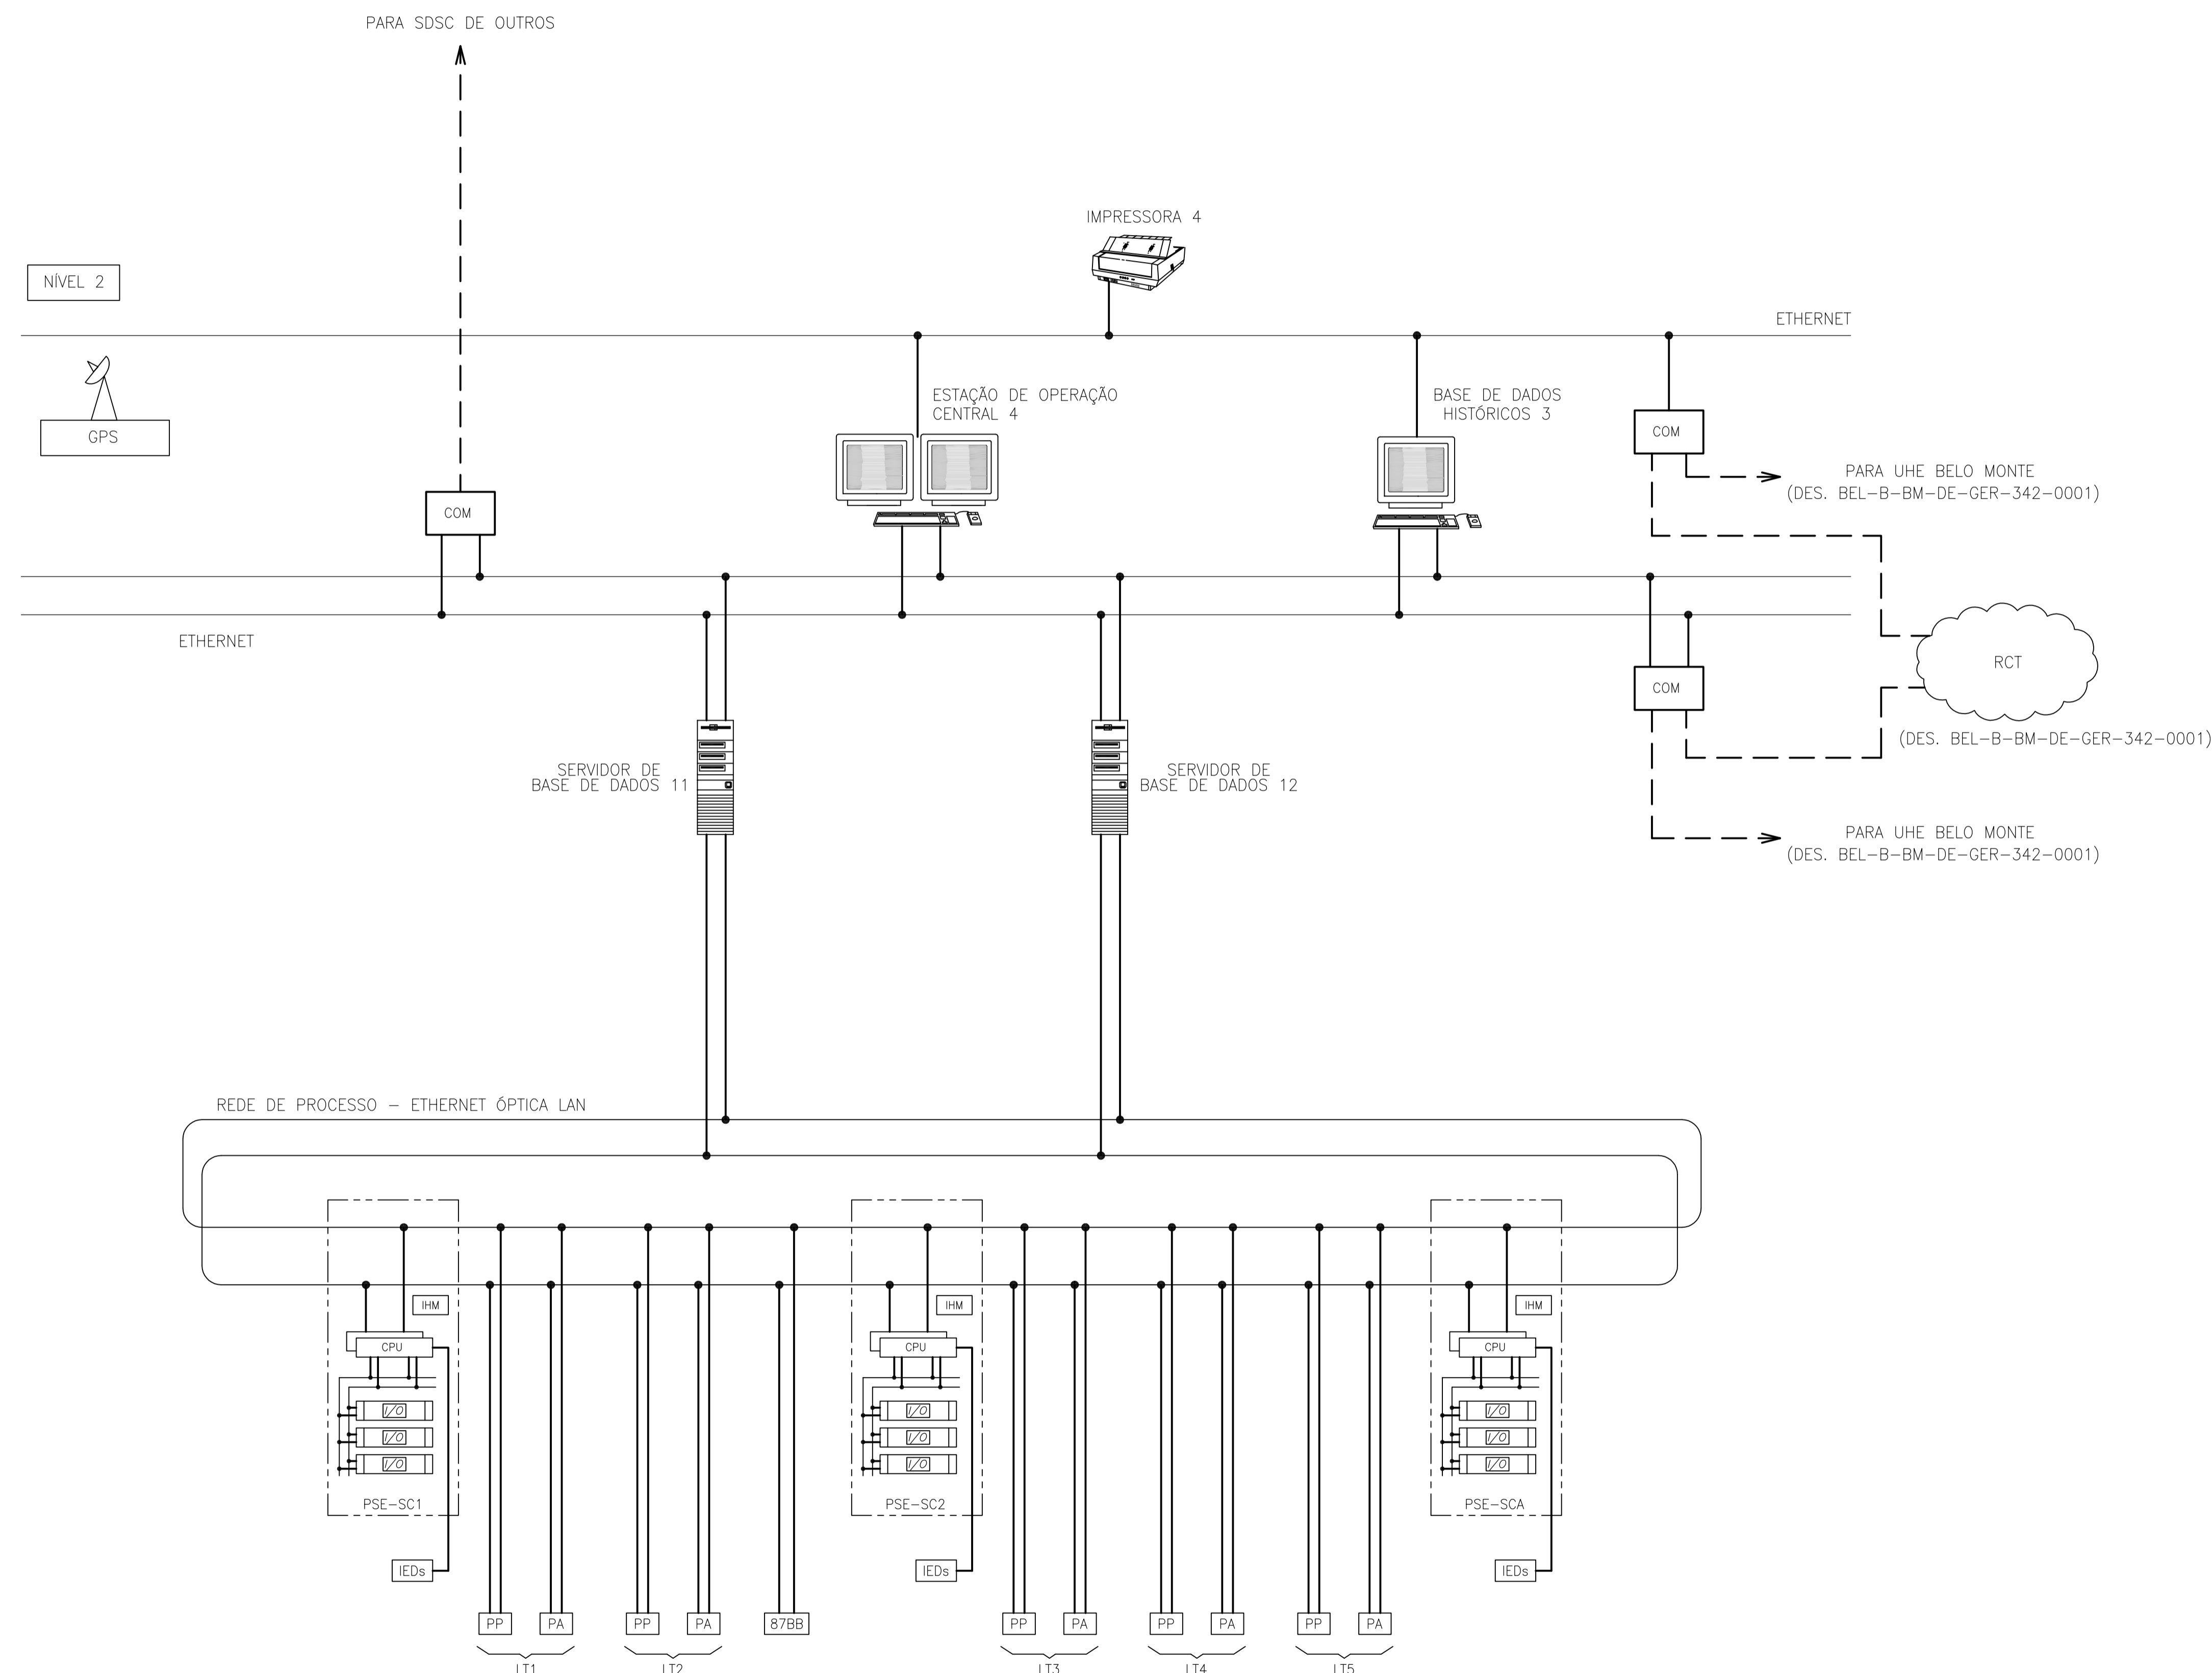 PARA SDSC DE OUTROS
IMPRESSORA 4
NÍVEL 2
ETHERNET
ESTAÇÃO DE OPERAÇÃO
CENTRAL 4
BASE DE DADOS
HISTÓRICOS 3
COM
GPS
PARA UHE BELO MONTE
(DES. BEL-B-BM-DE-GER-342-0001)
COM
ETHERNET
RCT
COM
(DES. BEL-B-BM-DE-GER-342-0001)
SERVIDOR DE
BASE DE DADOS 11
SERVIDOR DE
BASE DE DADOS 12
PARA UHE BELO MONTE
(DES. BEL-B-BM-DE-GER-342-0001)
REDE DE PROCESSO - ETHERNET ÓPTICA LAN
IHM
IHM
IHM
CPU
CPU
CPU
I/O
I/O
I/O
I/O
I/O
I/O
I/O
I/O
I/O
PSE-SC1
PSE-SC2
PSE-SCA
IEDs
IEDs
IEDs
PP
PA
PP
PA
87BB
PP
PA
PP
PA
PP
PA
LT1
LT2
LT3
LT4
LT5